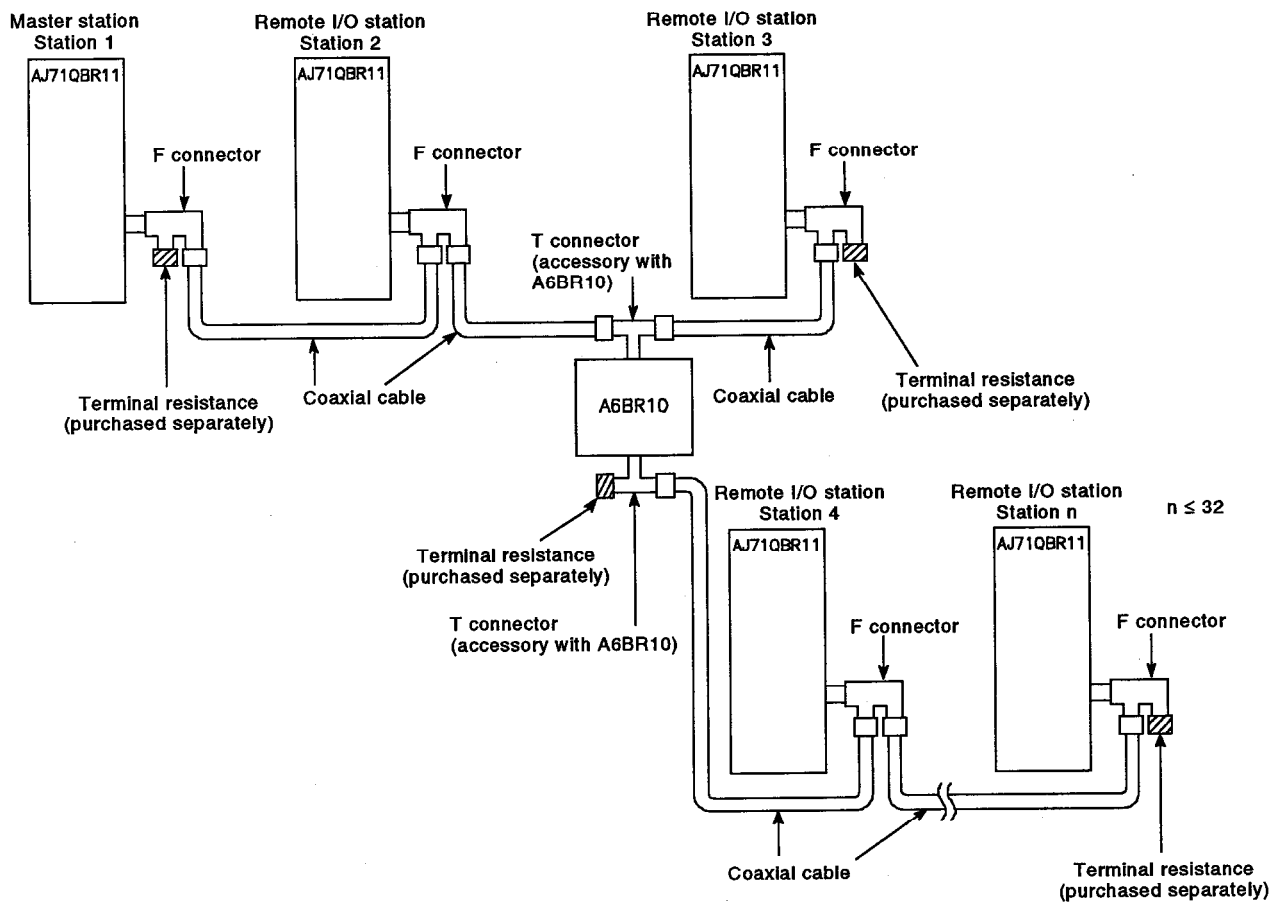 Master station
Station 1
Remote I/O station
Station 2
Remote I/O station
Station 3
AJ71QBR11
AJ71QBR11
AJ71QBR11
F connector
F connector
F connector
T connector
(accessory with
A6BR10)
Terminal resistance
(purchased separately)
Coaxial cable
A6BR10
Coaxial cable
Terminal resistance
(purchased separately)
Remote I/O station
Station 4
Remote I/O station
Station n
n ≤ 32
AJ71QBR11
AJ71QBR11
Terminal resistance
(purchased separately)
T connector
(accessory with A6BR10)
F connector
F connector
Coaxial cable
Terminal resistance
(purchased separately)